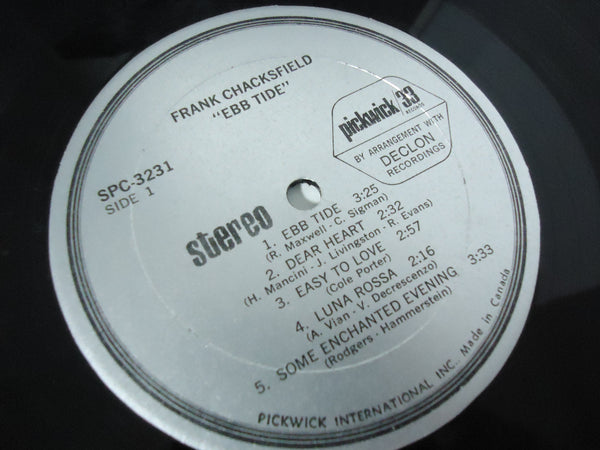 FRANK CHACKSFIELD
"EBB TIDE"
pickwick/33
RECORDS
BY ARRANGEMENT WITH
DECLON
RECORDINGS
SPC-3231
SIDE 1
stereo
1. EBB TIDE 3:25
(R. Maxwell - C. Sigman)
2. DEAR HEART 2:32
(H. Mancini - J. Livingston - R. Evans)
3. EASY TO LOVE 2:57
(Cole Porter)
4. LUNA ROSSA 2:16
(A. Vian - V. Decrescenzo)
5. SOME ENCHANTED EVENING 3:33
(Rodgers - Hammerstein)
PICKWICK INTERNATIONAL INC.. Made in Canada